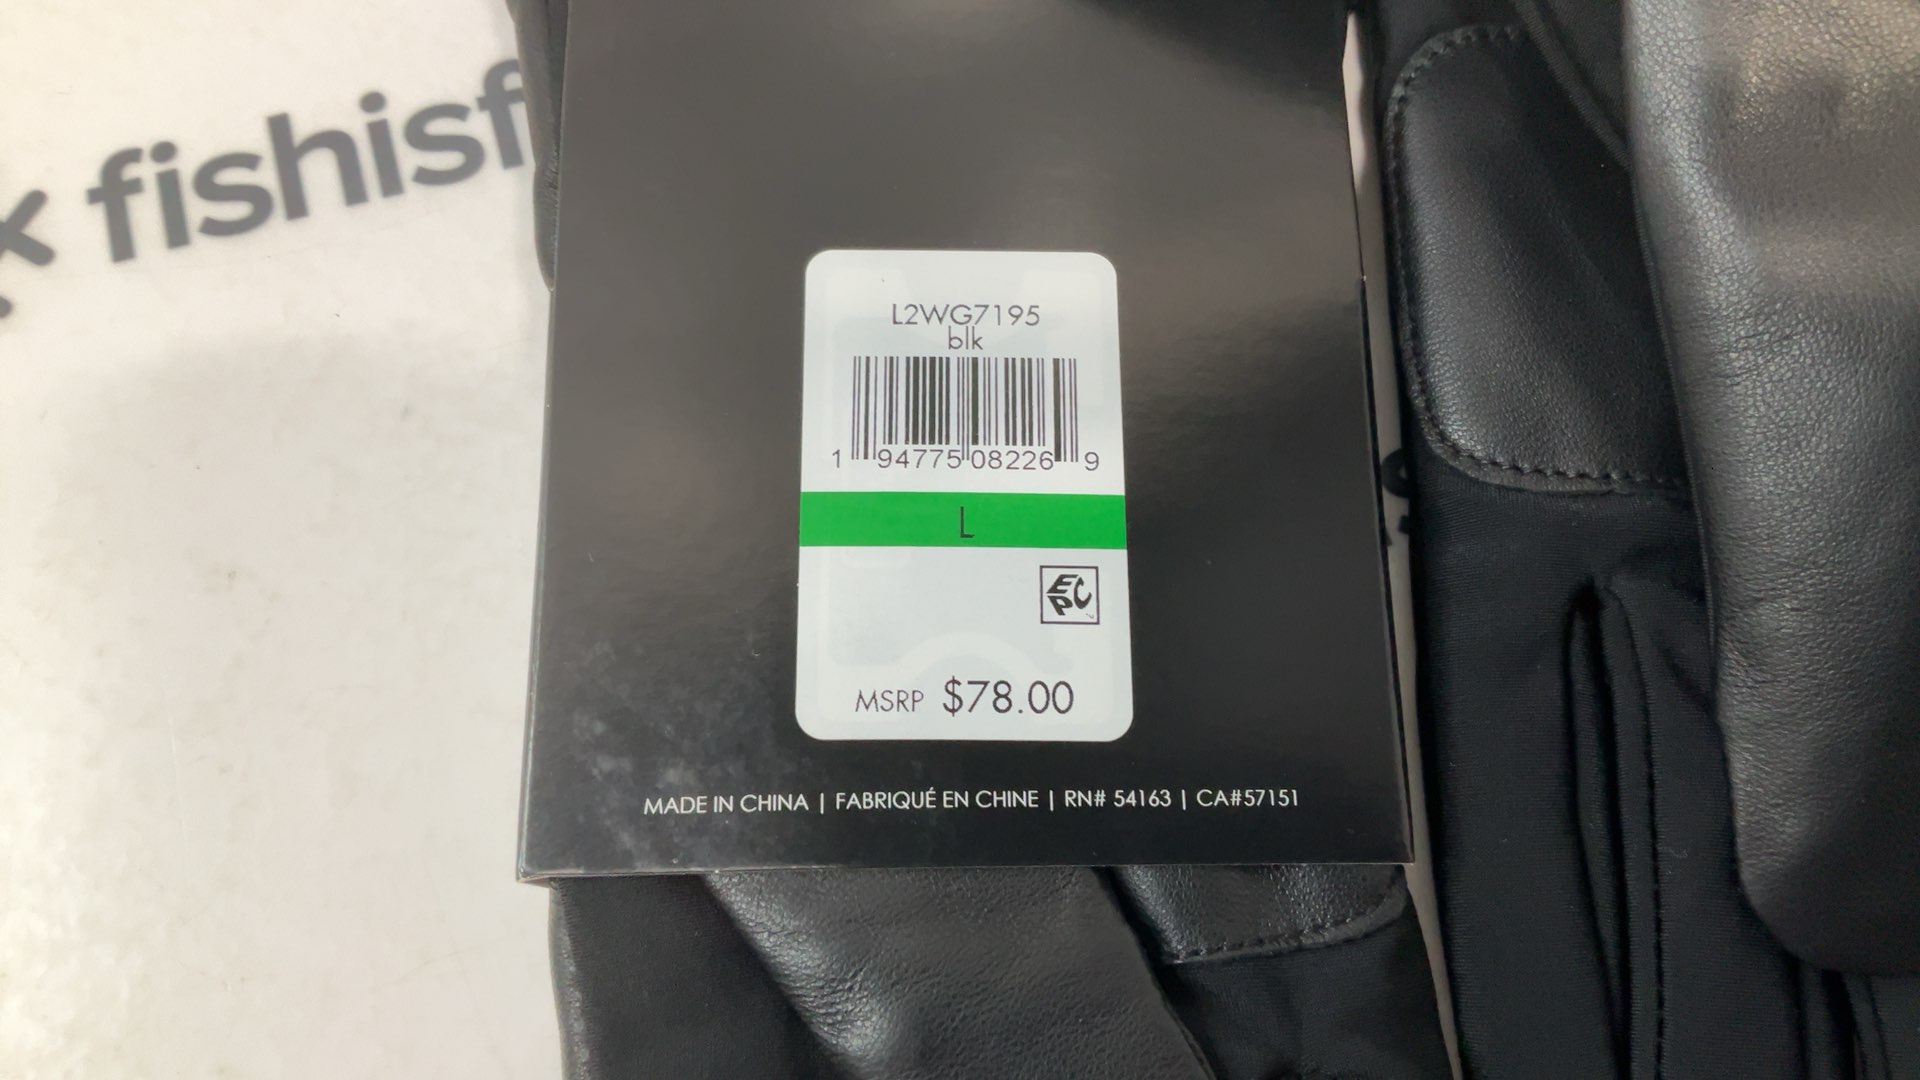 fishisf
L2WG7195
blk
1 94775 08226 9
L
EPC
MSRP $78.00
MADE IN CHINA | FABRIQUÉ EN CHINE | RN# 54163 | CA#57151